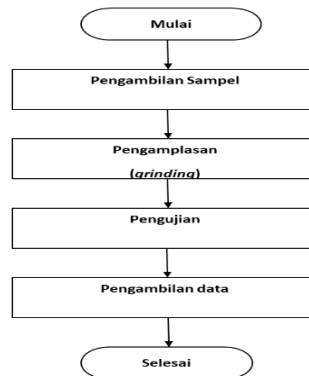 Mulai
Pengambilan Sampel
Pengamplasan
(grinding)
Pengujian
Pengambilan data
Selesai